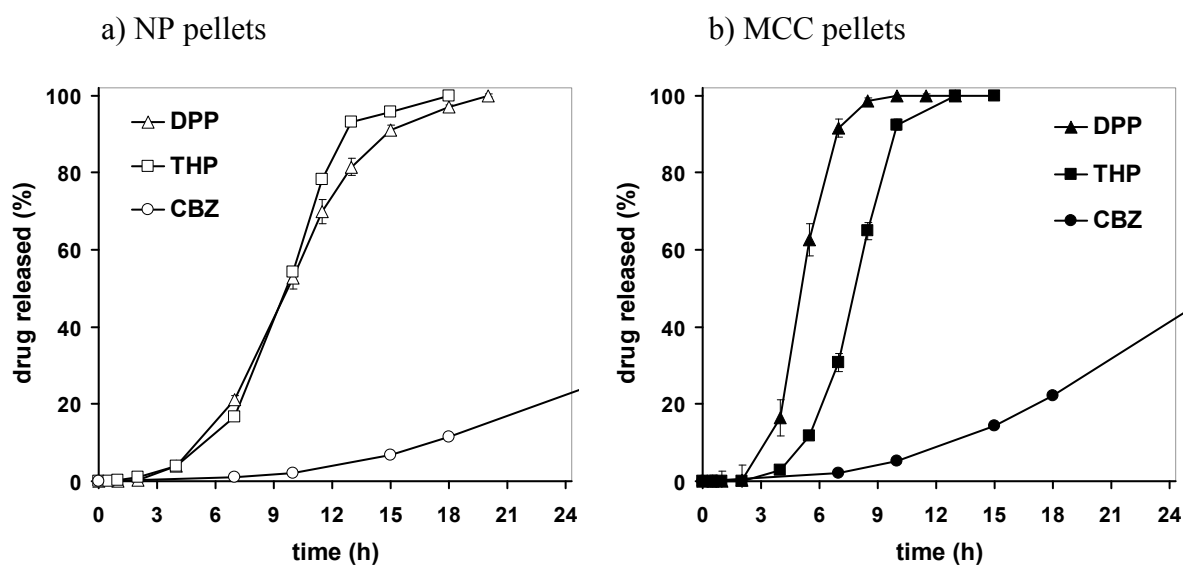 a) NP pellets
100
80
60
40
20
0
drug released (%)
DPP
THP
CBZ
0 3 6 9 12 15 18 21 24
time (h)
b) MCC pellets
100
80
60
40
20
0
drug released (%)
DPP
THP
CBZ
0 3 6 9 12 15 18 21 24
time (h)